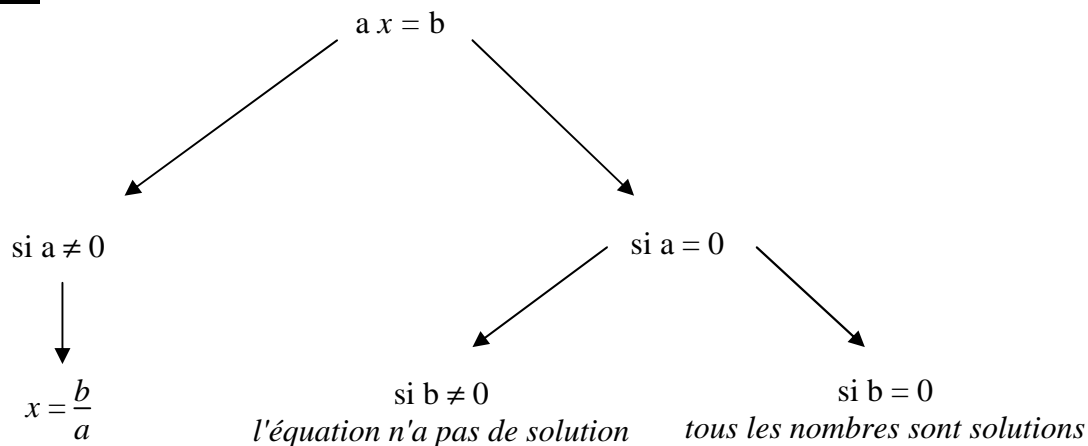 a x = b
si a ≠ 0
si a = 0
x = b/a
si b ≠ 0
l'équation n'a pas de solution
si b = 0
tous les nombres sont solutions